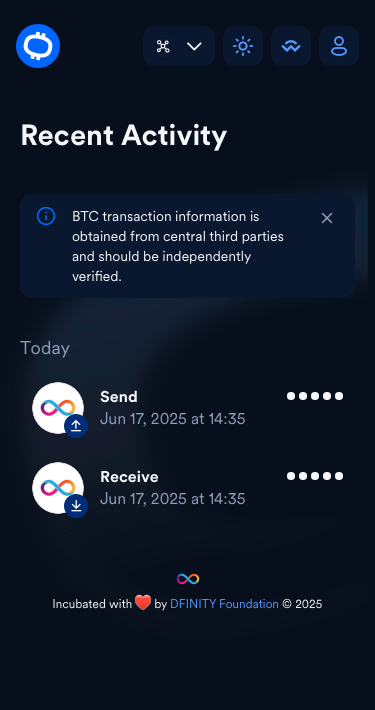 Recent Activity
BTC transaction information is
obtained from central third parties
and should be independently
verified.
Today
Send
Jun 17, 2025 at 14:35
Receive
Jun 17, 2025 at 14:35
Incubated with ❤️ by DFINITY Foundation © 2025